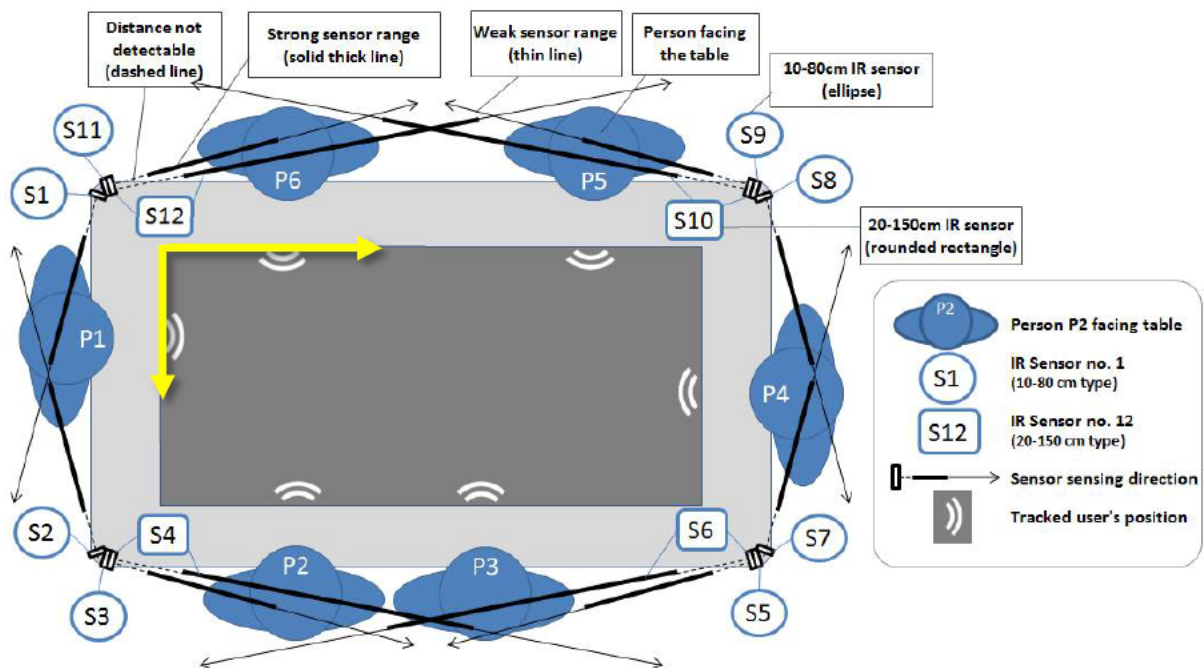 Distance not
detectable
(dashed line)
Strong sensor range
(solid thick line)
Weak sensor range
(thin line)
Person facing
the table
10-80cm IR sensor
(ellipse)
S11
S9
S1
S12
P6
P5
S10
S8
20-150cm IR sensor
(rounded rectangle)
P1
P4
P2
Person P2 facing table
S1
IR Sensor no. 1
(10-80 cm type)
S12
IR Sensor no. 12
(20-150 cm type)
Sensor sensing direction
Tracked user's position
S2
S4
S6
S7
P2
P3
S3
S5